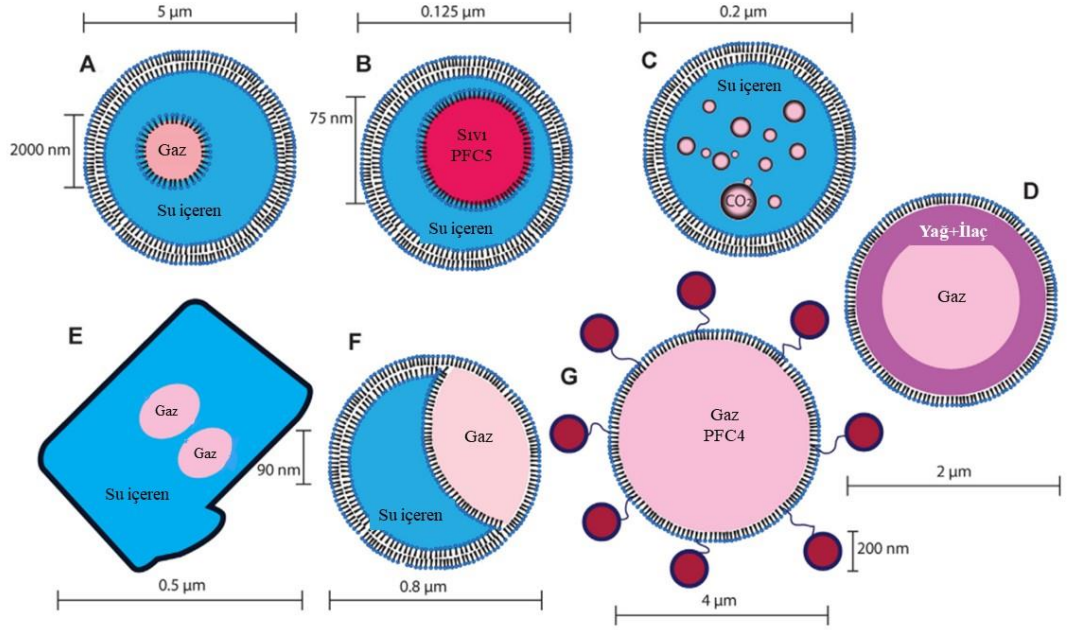 5 µm
0.125 µm
0.2 µm
A
B
C
2000 nm
Gaz
Su içeren
75 nm
Sıvı
PFC5
Su içeren
Su içeren
CO₂
D
Yağ+İlaç
Gaz
2 µm
E
Gaz
Gaz
Su içeren
90 nm
0.5 µm
F
Gaz
Su içeren
0.8 µm
G
Gaz
PFC4
200 nm
4 µm